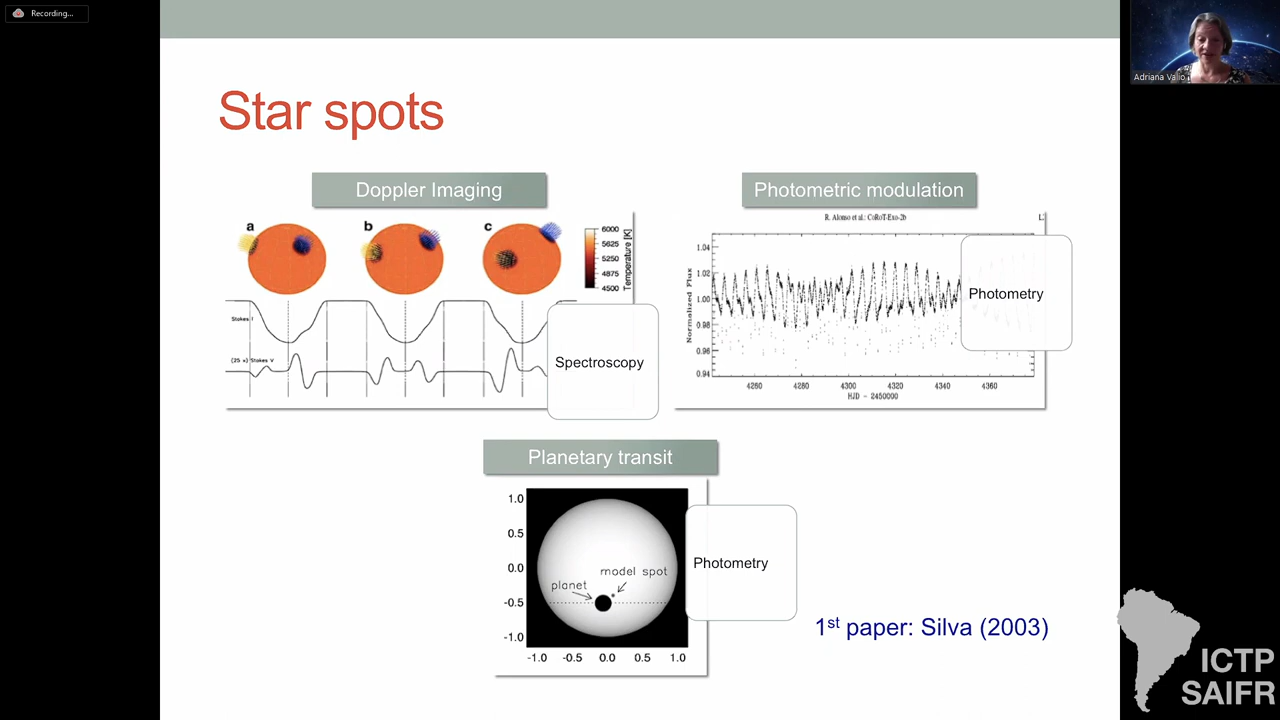 Recording...
Adriana Valio
Star spots
Doppler Imaging
a b c
6000
5625
5250
4875
4500
Temperature [K]
Stokes I
(25 x) Stokes V
Spectroscopy
Photometric modulation
R. Alonso et al.: CoRoT-Exo-2b
Normalized Flux
1.04
1.02
1.00
0.98
0.96
0.94
4260 4280 4300 4320 4340 4360
HJD - 2450000
Photometry
Planetary transit
1.0
0.5
0.0
-0.5
-1.0
model spot
planet
-1.0 -0.5 0.0 0.5 1.0
Photometry
1st paper: Silva (2003)
ICTP
SAIFR